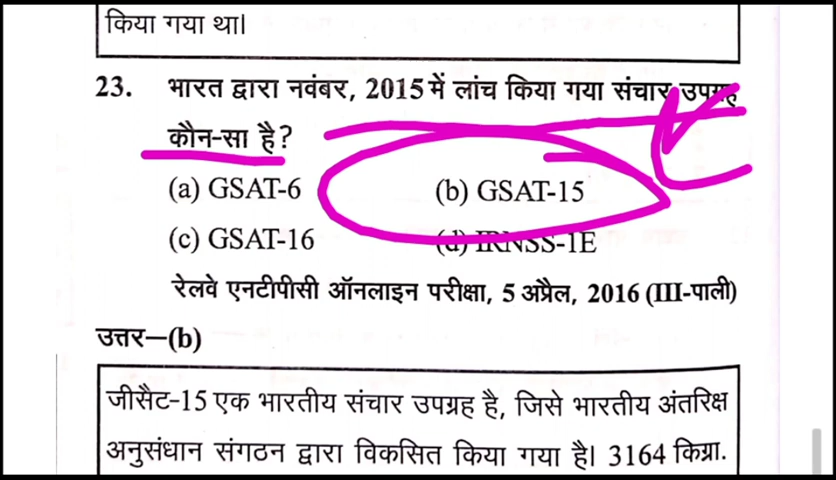 किया गया था।
23. भारत द्वारा नवंबर, 2015 में लांच किया गया संचार उपग्रह
कौन-सा है?
(a) GSAT-6 (b) GSAT-15
(c) GSAT-16 (d) IRNSS-1E
रेलवे एनटीपीसी ऑनलाइन परीक्षा, 5 अप्रैल, 2016 (III-पाली)
उत्तर—(b)
जीसैट-15 एक भारतीय संचार उपग्रह है, जिसे भारतीय अंतरिक्ष
अनुसंधान संगठन द्वारा विकसित किया गया है। 3164 किग्रा.